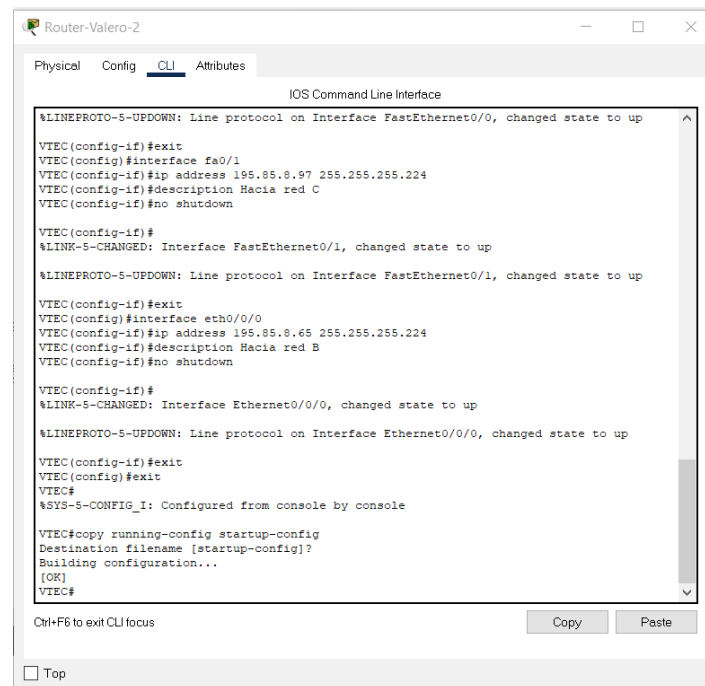 Router-Valero-2
Physical Config CLI Attributes
IOS Command Line Interface
%LINEPROTO-5-UPDOWN: Line protocol on Interface FastEthernet0/0, changed state to up
VTEC(config-if)#exit
VTEC(config)#interface fa0/1
VTEC(config-if)#ip address 195.85.8.97 255.255.255.224
VTEC(config-if)#description Hacia red C
VTEC(config-if)#no shutdown
VTEC(config-if)#
%LINK-5-CHANGED: Interface FastEthernet0/1, changed state to up
%LINEPROTO-5-UPDOWN: Line protocol on Interface FastEthernet0/1, changed state to up
VTEC(config-if)#exit
VTEC(config)#interface eth0/0/0
VTEC(config-if)#ip address 195.85.8.65 255.255.255.224
VTEC(config-if)#description Hacia red B
VTEC(config-if)#no shutdown
VTEC(config-if)#
%LINK-5-CHANGED: Interface Ethernet0/0/0, changed state to up
%LINEPROTO-5-UPDOWN: Line protocol on Interface Ethernet0/0/0, changed state to up
VTEC(config-if)#exit
VTEC(config)#exit
VTEC#
%SYS-5-CONFIG_I: Configured from console by console
VTEC#copy running-config startup-config
Destination filename [startup-config]?
Building configuration...
[OK]
VTEC#
Ctrl+F6 to exit CLI focus
Copy Paste
Top